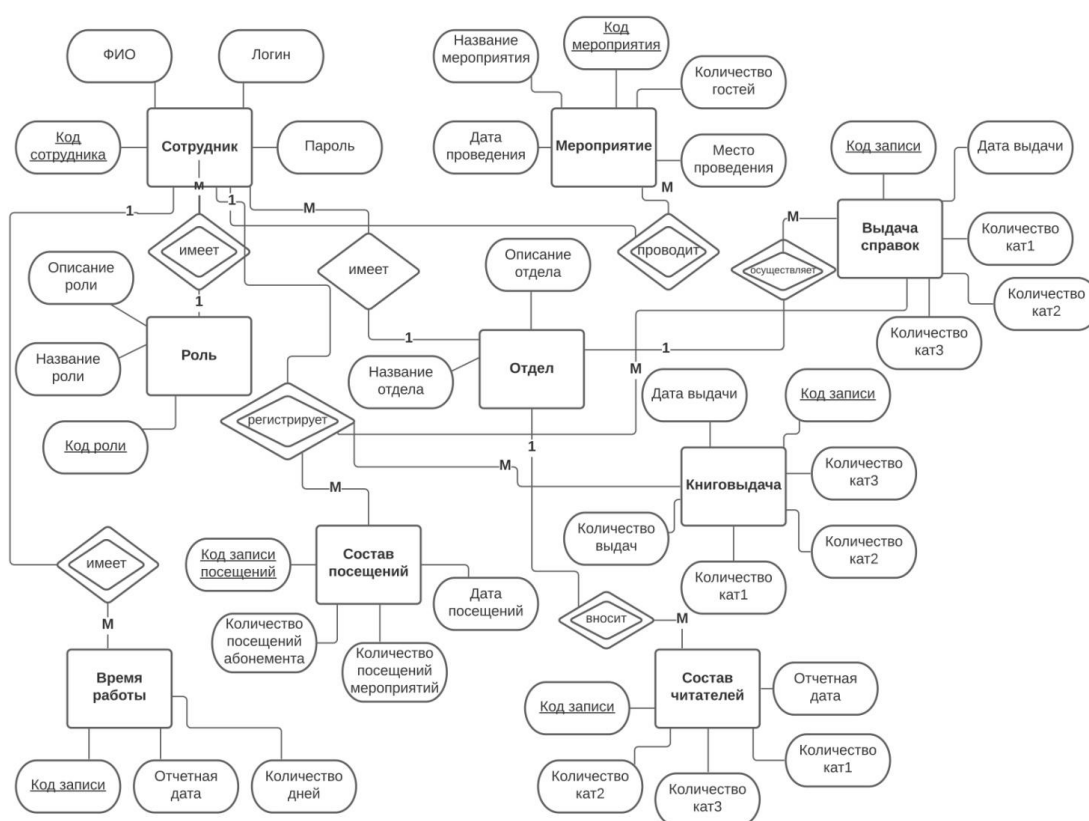 ФИО
Логин
Код
сотрудника
Сотрудник
Пароль
Название
мероприятия
Код
мероприятия
Количество
гостей
Дата
проведения
Мероприятие
Место
проведения
Код записи
Дата выдачи
Выдача
справок
Количество
кат1
Количество
кат2
Количество
кат3
1
м
1
М
М
М
имеет
имеет
проводит
осуществляет
Описание
роли
1
Название
роли
Роль
Код роли
Описание
отдела
1
Название
отдела
Отдел
1
М
1
регистрирует
М
М
Дата выдачи
Код записи
Количество
кат3
Книговыдача
Количество
выдач
Количество
кат2
Количество
кат1
имеет
М
Код записи
посещений
Состав
посещений
Дата
посещений
Количество
посещений
абонемента
Количество
посещений
мероприятий
вносит
М
Время
работы
Код записи
Отчетная
дата
Количество
дней
Состав
читателей
Отчетная
дата
Код записи
Количество
кат1
Количество
кат2
Количество
кат3